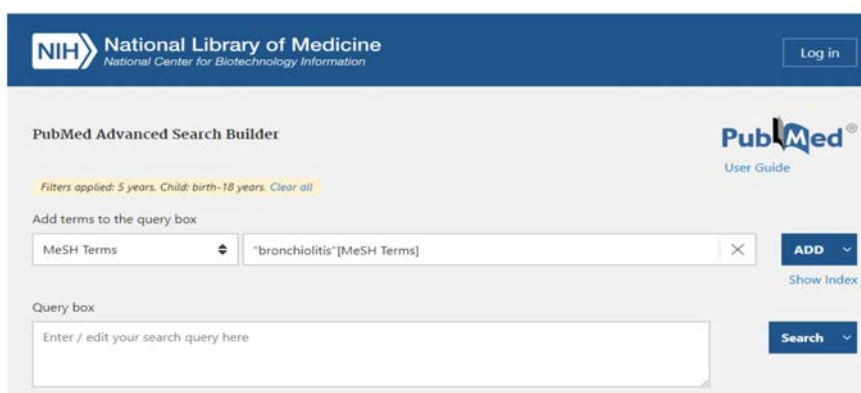 NIH National Library of Medicine
National Center for Biotechnology Information
Log in
PubMed Advanced Search Builder
PubMed®
User Guide
Filters applied: 5 years. Child: birth-18 years. Clear all
Add terms to the query box
MeSH Terms
"bronchiolitis"[MeSH Terms]
ADD
Show Index
Query box
Enter / edit your search query here
Search